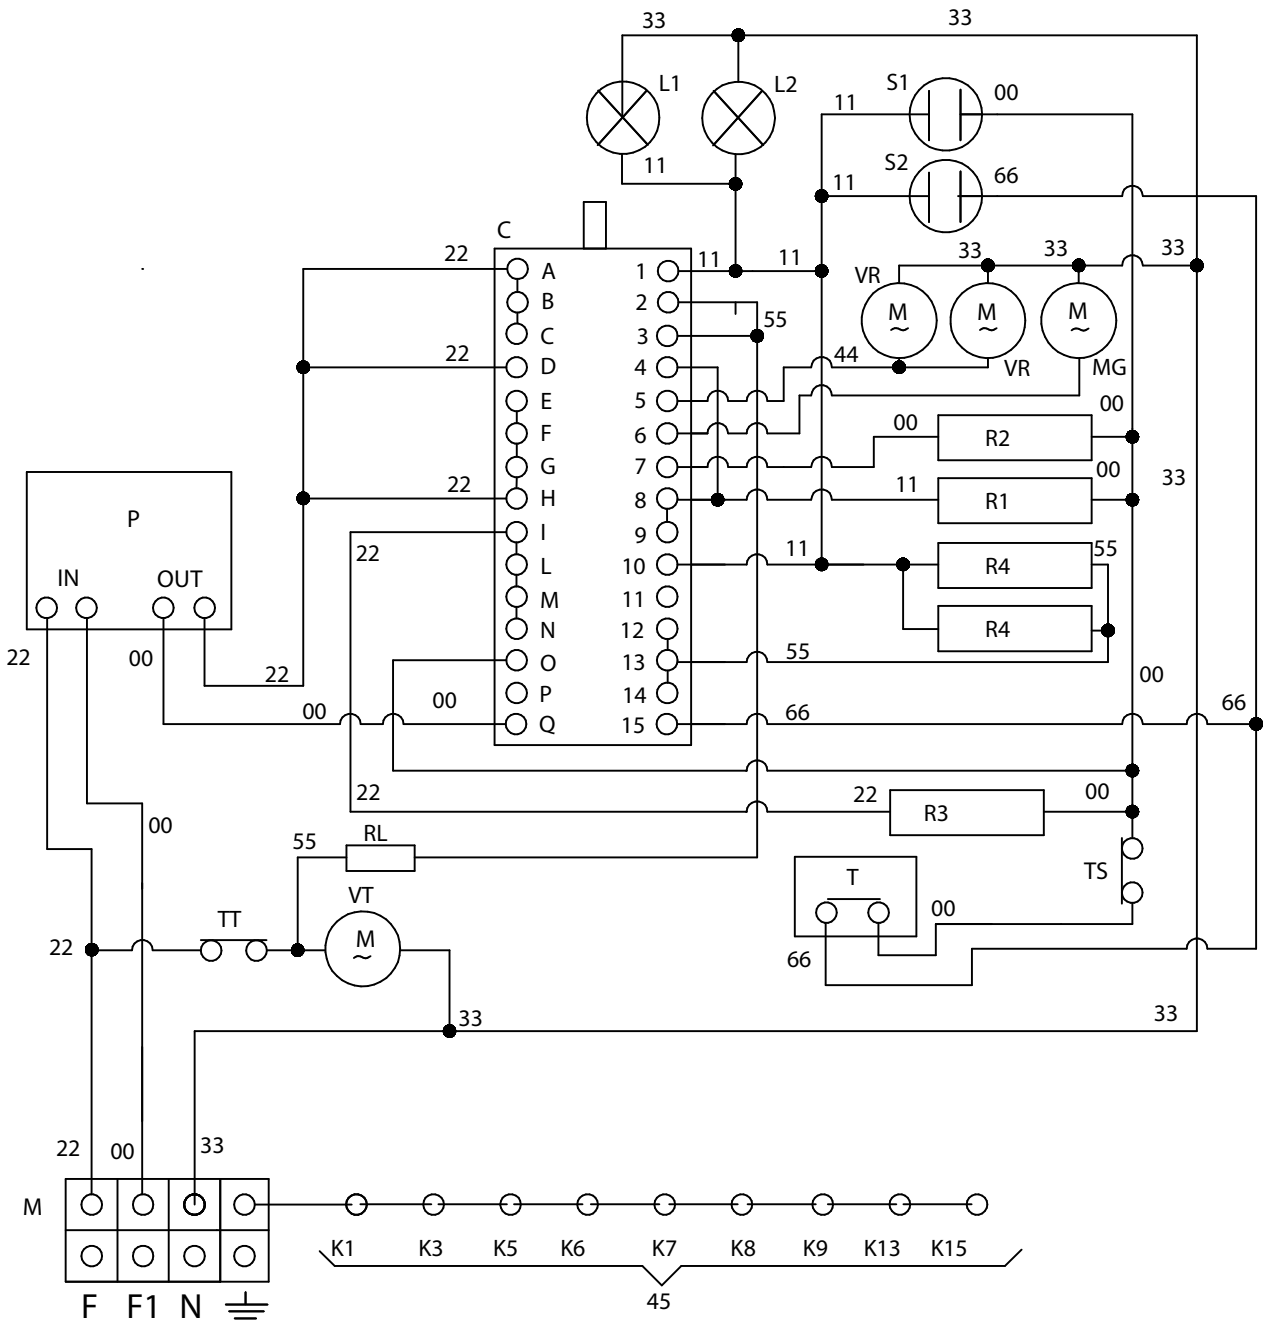 33 33
L1 L2
S1 00
11
11
S2 66
11
C
22 A 1 11 11 33 33 33
B 2 VR M ~ M ~ M ~
C 3 55
22 D 4 44 VR MG
E 5 00
F 6 00 R2
G 7 00 33
22 H 8 11 R1
I 9
22
L 10 11 R4 55
M 11
N 12 R4
O 13 55
P 14 00
00 00 Q 15 66 66
P
IN OUT
22 00 22
22 22 R3 00
00
55 RL
VT T TS
TT 00
22 M ~ 66
33 33
22 00 33
M
K1 K3 K5 K6 K7 K8 K9 K13 K15
45
F F1 N